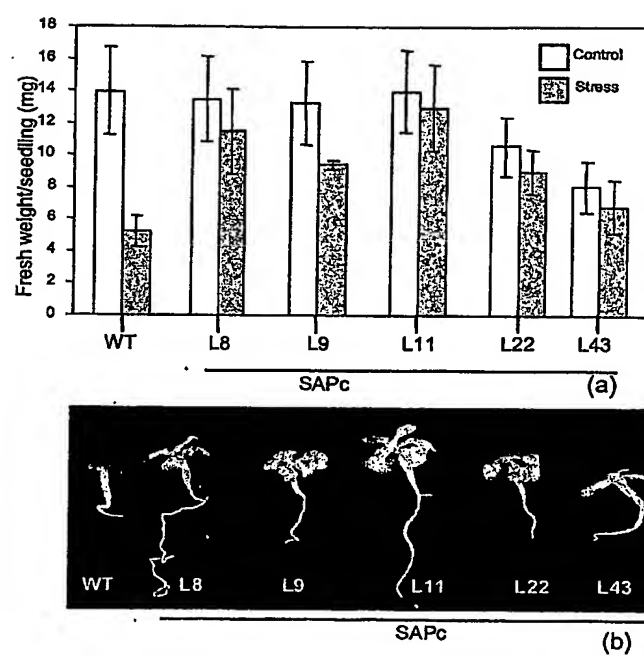 18
16
14
12
10
8
6
4
2
0
Fresh weight/seedling (mg)
Control
Stress
WT L8 L9 L11 L22 L43
SAPc
(a)
WT L8 L9 L11 L22 L43
SAPc
(b)